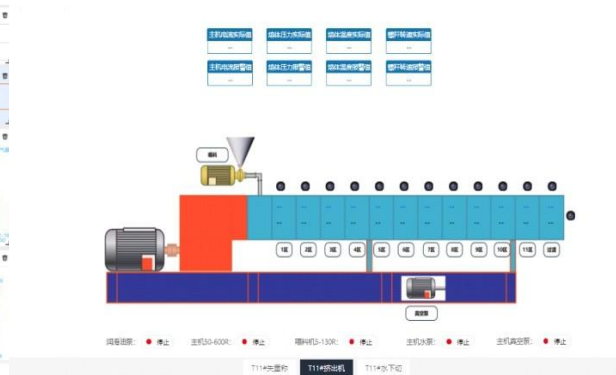 主机电流实际值 熔体压力实际值 熔体温度实际值 螺杆转速实际值
-- -- -- --
主机电流报警值 熔体压力报警值 熔体温度报警值 螺杆转速报警值
-- -- -- --
喂料
1区 2区 3区 4区 5区 6区 7区 8区 9区 10区 11区 过渡
真空泵
润滑油泵： 停止 主机50-600R： 停止 喂料机5-130R： 停止 主机水泵： 停止 主机真空泵： 停止
T11#失重称 T11#挤出机 T11#水下切